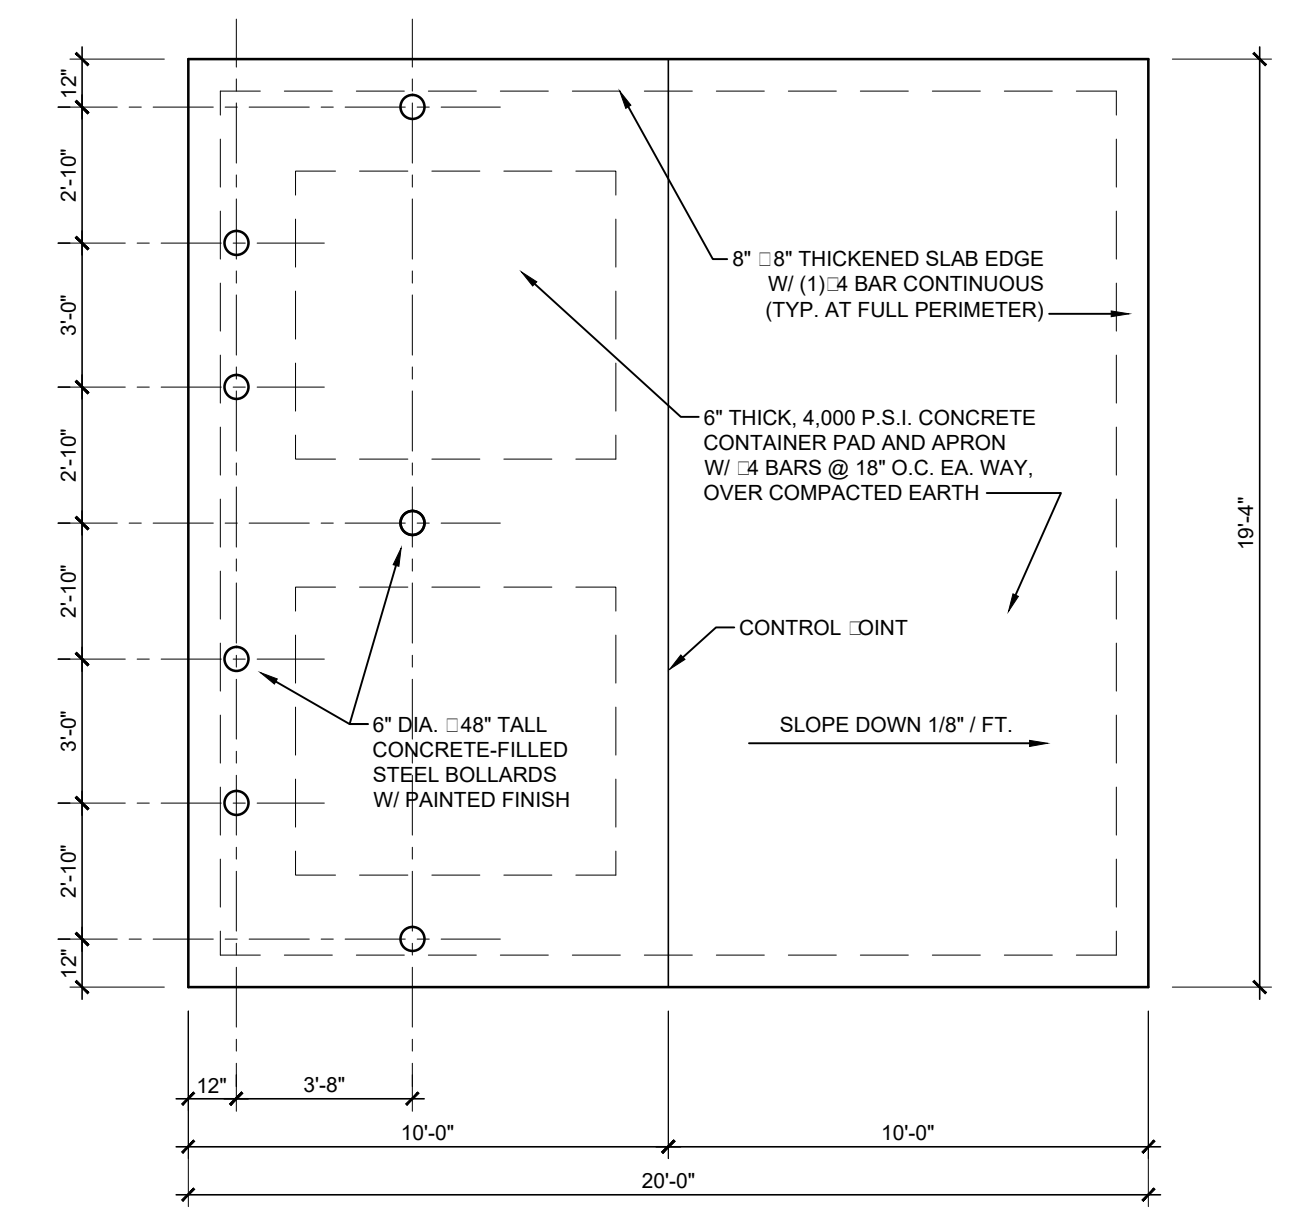 12"
2'-10"
3'-0"
2'-10"
2'-10"
3'-0"
2'-10"
12"
8" □8" THICKENED SLAB EDGE
W/ (1)□4 BAR CONTINUOUS
(TYP. AT FULL PERIMETER)
6" THICK, 4,000 P.S.I. CONCRETE
CONTAINER PAD AND APRON
W/ □4 BARS @ 18" O.C. EA. WAY,
OVER COMPACTED EARTH
19'-4"
CONTROL □OINT
6" DIA. □48" TALL
CONCRETE-FILLED
STEEL BOLLARDS
W/ PAINTED FINISH
SLOPE DOWN 1/8" / FT.
12"
3'-8"
10'-0"
10'-0"
20'-0"